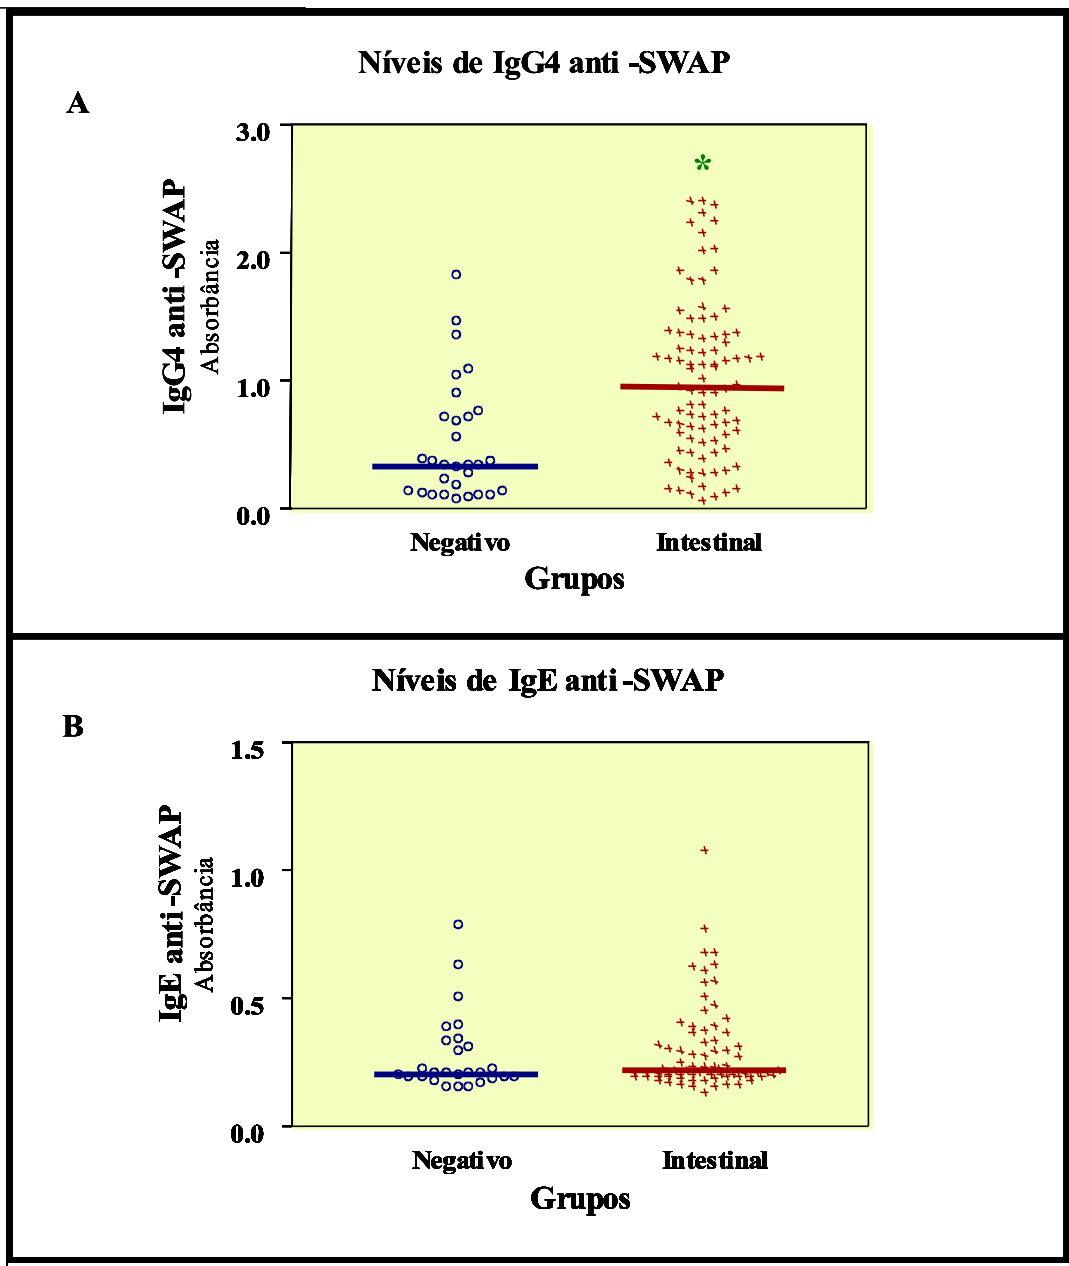 Níveis de IgG4 anti -SWAP
A
IgG4 anti -SWAP
Absorbância
3.0
2.0
1.0
0.0
*
Negativo
Intestinal
Grupos
Níveis de IgE anti -SWAP
B
IgE anti -SWAP
Absorbância
1.5
1.0
0.5
0.0
Negativo
Intestinal
Grupos